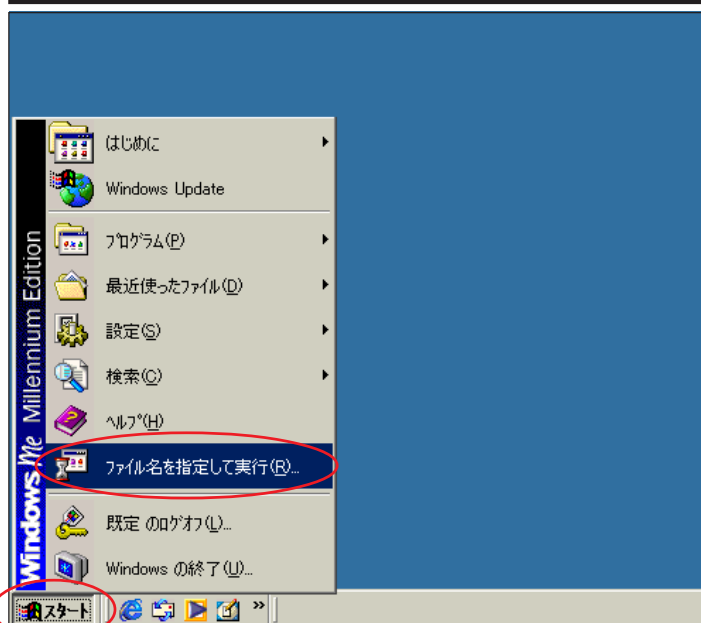 はじめに
Windows Update
プログラム(P)
最近使ったファイル(D)
設定(S)
検索(C)
ヘルプ(H)
ファイル名を指定して実行(R)...
既定 のログオフ(L)...
Windows の終了(U)...
Windows Me Millennium Edition
スタート
»